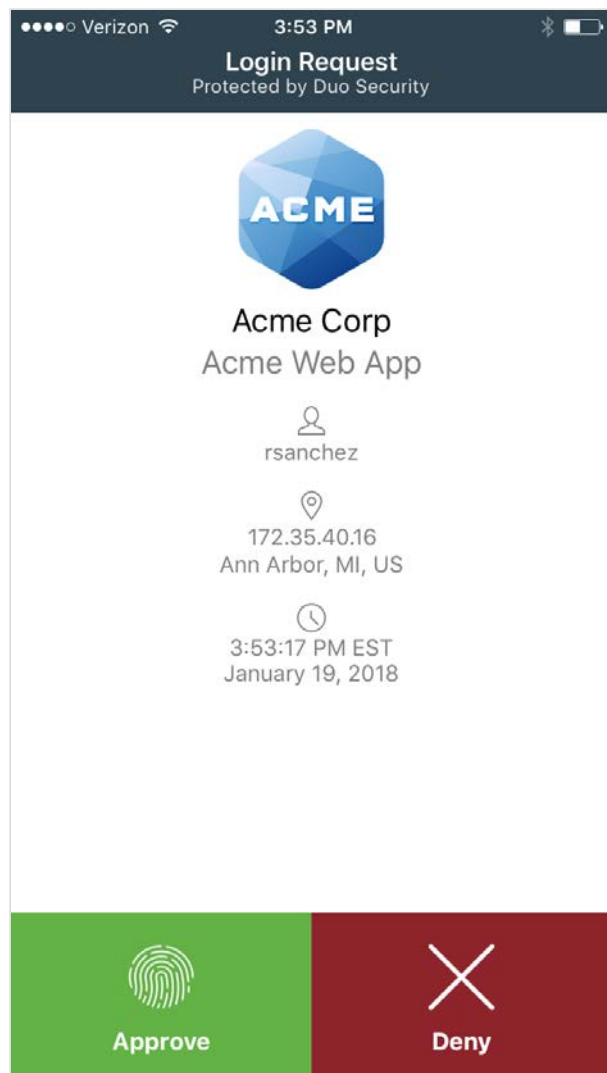 Verizon 3:53 PM
Login Request
Protected by Duo Security
ACME
Acme Corp
Acme Web App
rsanchez
172.35.40.16
Ann Arbor, MI, US
3:53:17 PM EST
January 19, 2018
Approve Deny